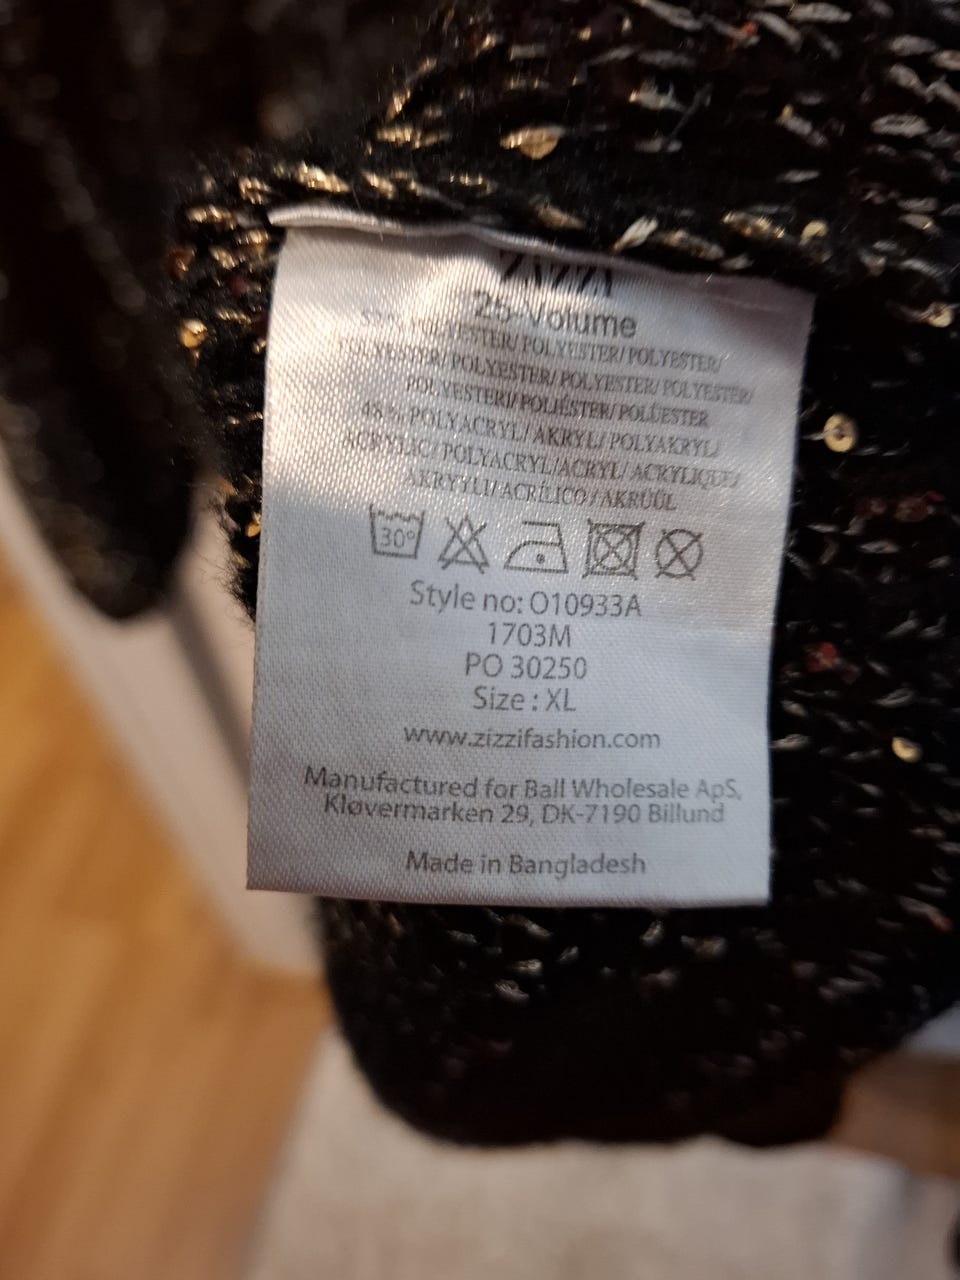 ZiZZi
25-Volume
POLYESTER/ POLYESTER/ POLYESTER/
POLYESTER/ POLYESTER/ POLYESTER/ POLYESTER/
POLYESTERI/ POLIÉSTER/ POLÜESTER
48 % POLYACRYL/ AKRYL/ POLYAKRYL/
ACRYLIC/ POLYACRYL/ACRYL/ ACRYLIQUE/
AKRYYLI/ ACRÍLICO / AKRÜÜL
30°
Style no: O10933A
1703M
PO 30250
Size : XL
www.zizzifashion.com
Manufactured for Ball Wholesale ApS,
Kløvermarken 29, DK-7190 Billund
Made in Bangladesh